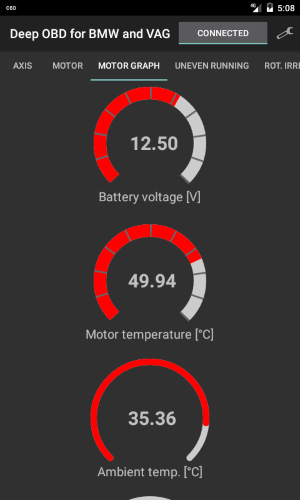 OBD 5:08
Deep OBD for BMW and VAG CONNECTED
AXIS MOTOR MOTOR GRAPH UNEVEN RUNNING ROT. IRRE
12.50
Battery voltage [V]
49.94
Motor temperature [°C]
35.36
Ambient temp. [°C]